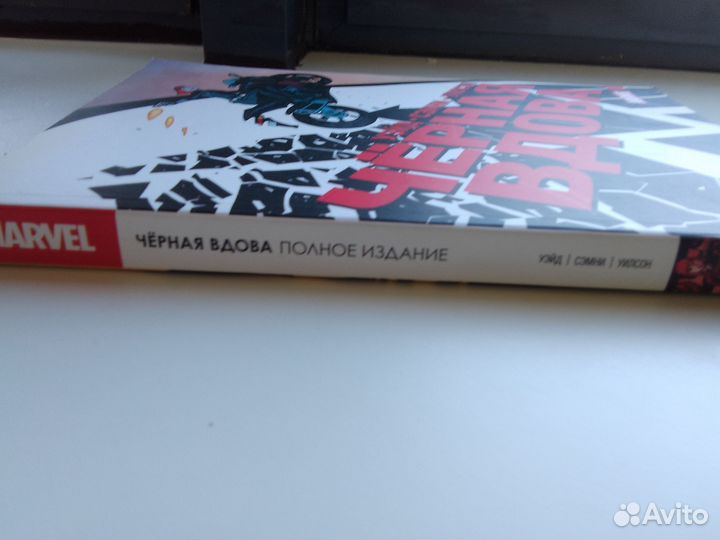 ЧЁРНАЯ
ВДОВА
MARVEL
ЧЁРНАЯ ВДОВА ПОЛНОЕ ИЗДАНИЕ
УЭЙД | СЭМНИ | УИЛСОН
Avito